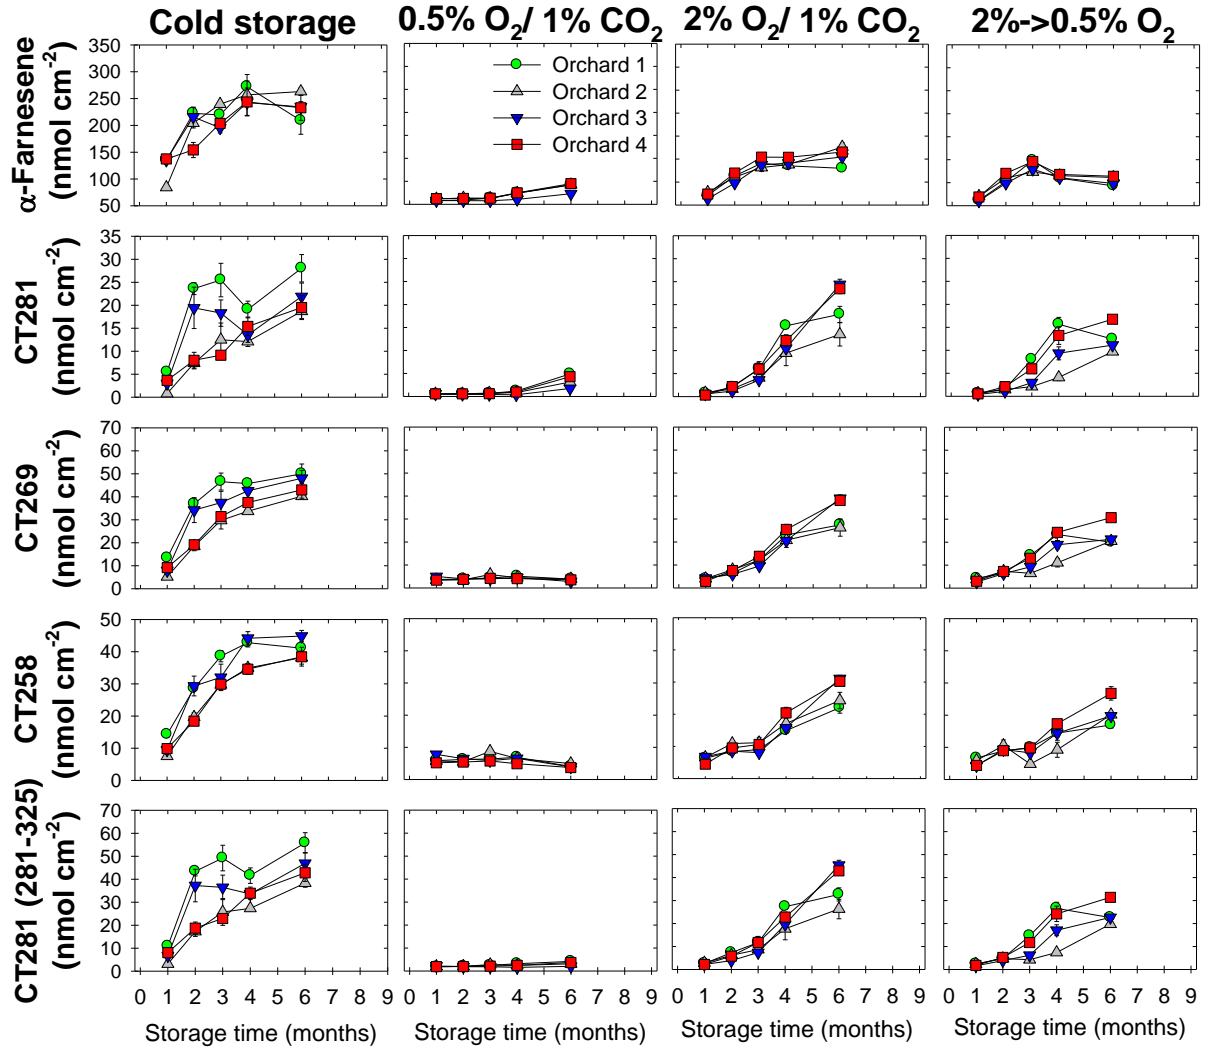 Cold storage
0.5% O2/ 1% CO2
2% O2/ 1% CO2
2%->0.5% O2
α-Farnesene
(nmol cm-2)
350
300
250
200
150
100
50
Orchard 1
Orchard 2
Orchard 3
Orchard 4
CT281
(nmol cm-2)
35
30
25
20
15
10
5
0
CT269
(nmol cm-2)
70
60
50
40
30
20
10
0
CT258
(nmol cm-2)
50
40
30
20
10
0
CT281 (281-325)
(nmol cm-2)
70
60
50
40
30
20
10
0
0 1 2 3 4 5 6 7 8 9
0 1 2 3 4 5 6 7 8 9
0 1 2 3 4 5 6 7 8 9
0 1 2 3 4 5 6 7 8 9
Storage time (months)
Storage time (months)
Storage time (months)
Storage time (months)